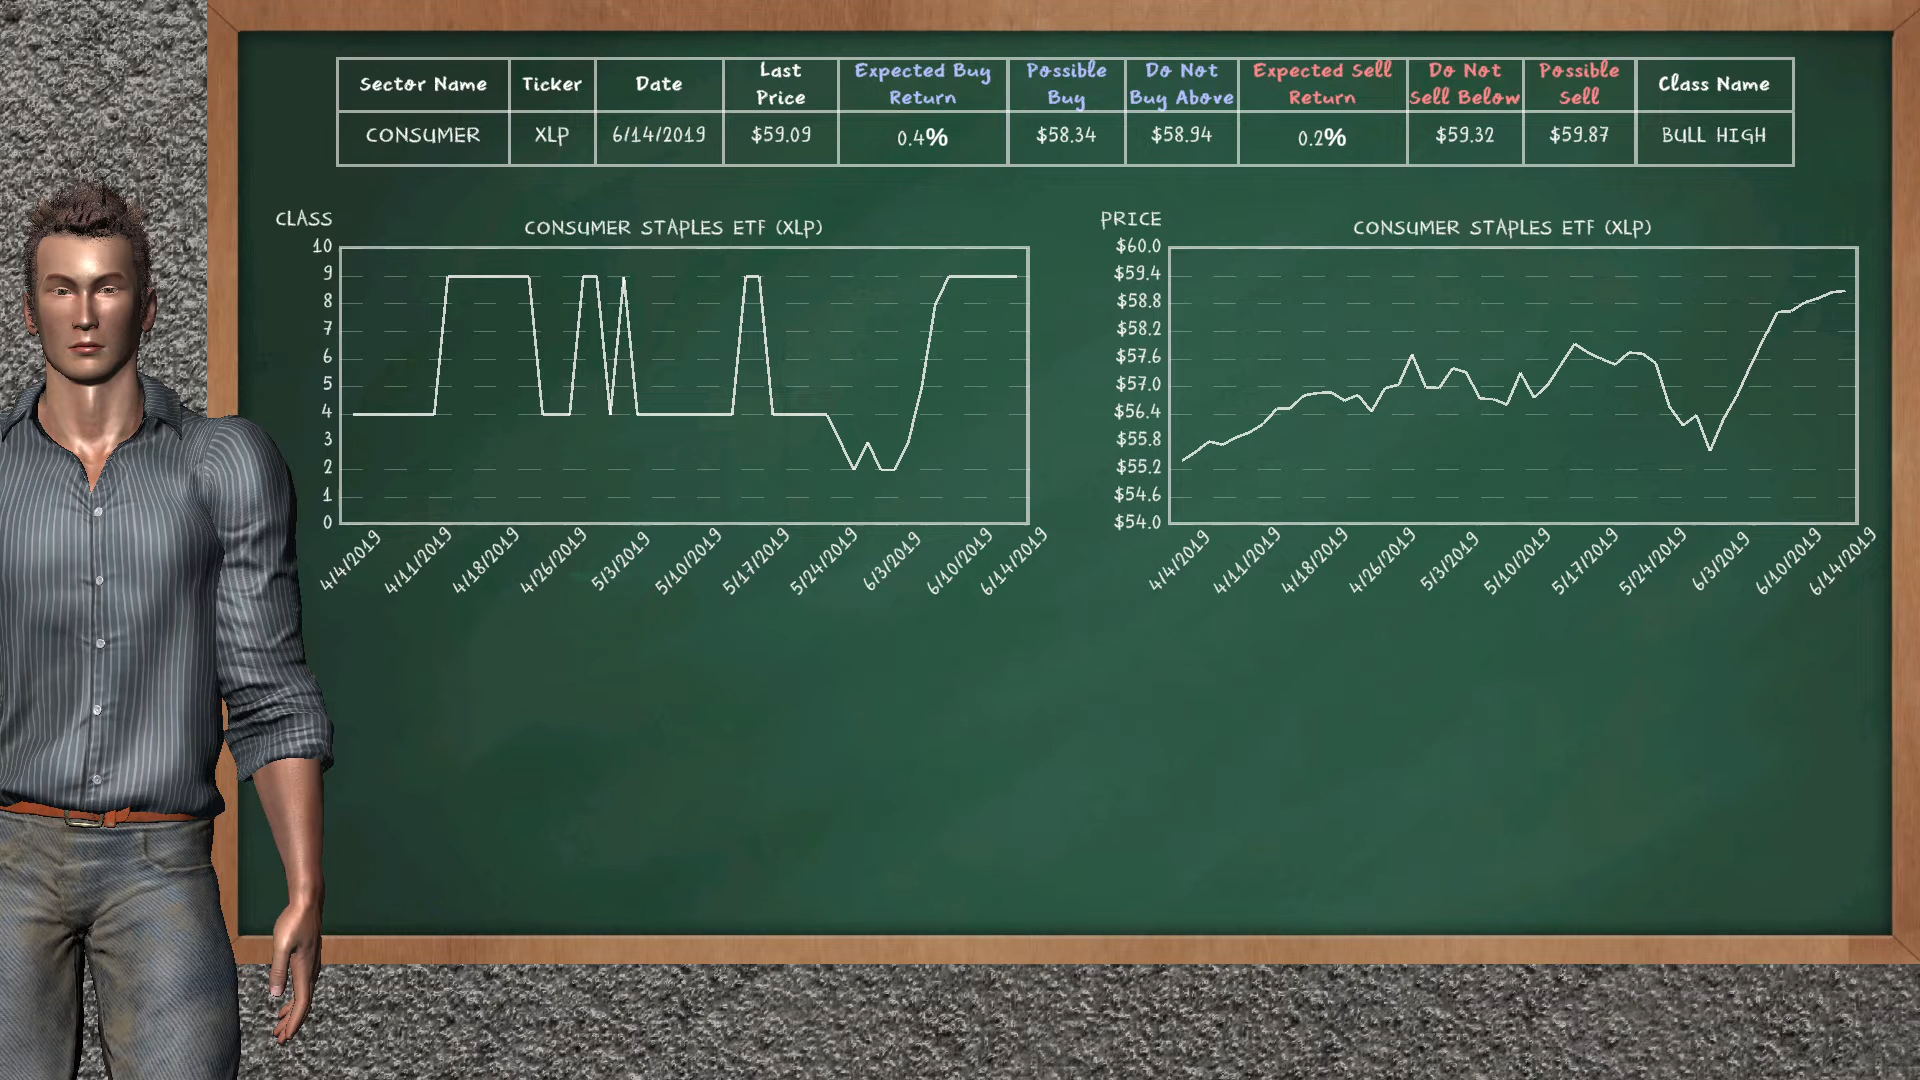 Sector Name Ticker Date Last Price Expected Buy Return Possible Buy Do Not Buy Above Expected Sell Return Do Not Sell Below Possible Sell Class Name
CONSUMER XLP 6/14/2019 $59.09 0.4% $58.34 $58.94 0.2% $59.32 $59.87 BULL HIGH
CLASS
CONSUMER STAPLES ETF (XLP)
10
9
8
7
6
5
4
3
2
1
0
4/4/2019 4/11/2019 4/18/2019 4/26/2019 5/3/2019 5/10/2019 5/17/2019 5/24/2019 6/3/2019 6/10/2019 6/14/2019
PRICE
CONSUMER STAPLES ETF (XLP)
$60.0
$59.4
$58.8
$58.2
$57.6
$57.0
$56.4
$55.8
$55.2
$54.6
$54.0
4/4/2019 4/11/2019 4/18/2019 4/26/2019 5/3/2019 5/10/2019 5/17/2019 5/24/2019 6/3/2019 6/10/2019 6/14/2019